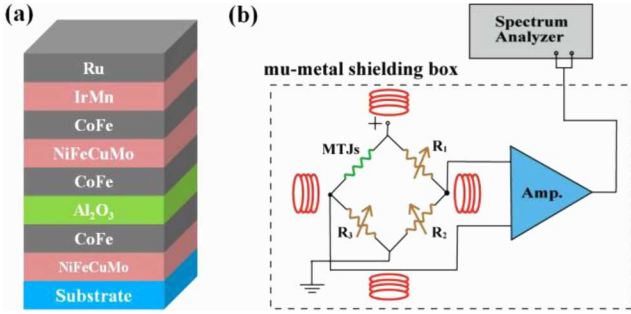 (a)
Ru
IrMn
CoFe
NiFeCuMo
CoFe
Al₂O₃
CoFe
NiFeCuMo
Substrate
(b)
Spectrum
Analyzer
mu-metal shielding box
+
MTJs
R₁
R₃
R₂
Amp.